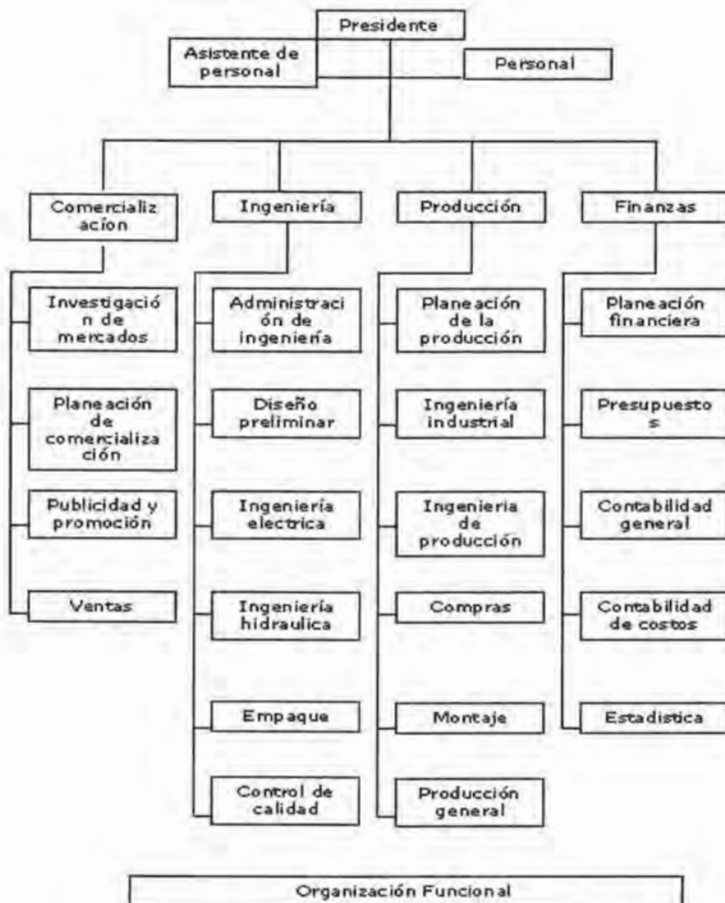 Presidente
Asistente de
personal
Personal
Comercializ
acíon
Ingeniería
Producción
Finanzas
Investigació
n de
mercados
Planeación
de
comercializa
ción
Publicidad y
promoción
Ventas
Administraci
ón de
ingeniería
Diseño
preliminar
Ingeniería
electrica
Ingeniería
hidraulica
Empaque
Control de
calidad
Planeación
de la
producción
Ingeniería
industrial
Ingenieria
de
producción
Compras
Montaje
Producción
general
Planeación
financiera
Presupuesto
s
Contabilidad
general
Contabilidad
de costos
Estadistica
Organización Funcional